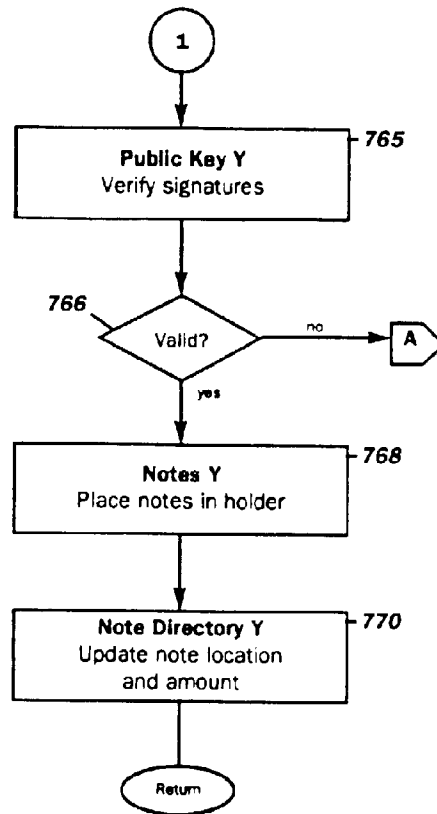 1
765
Public Key Y
Verify signatures
766
Valid?
no
A
yes
768
Notes Y
Place notes in holder
770
Note Directory Y
Update note location
and amount
Return